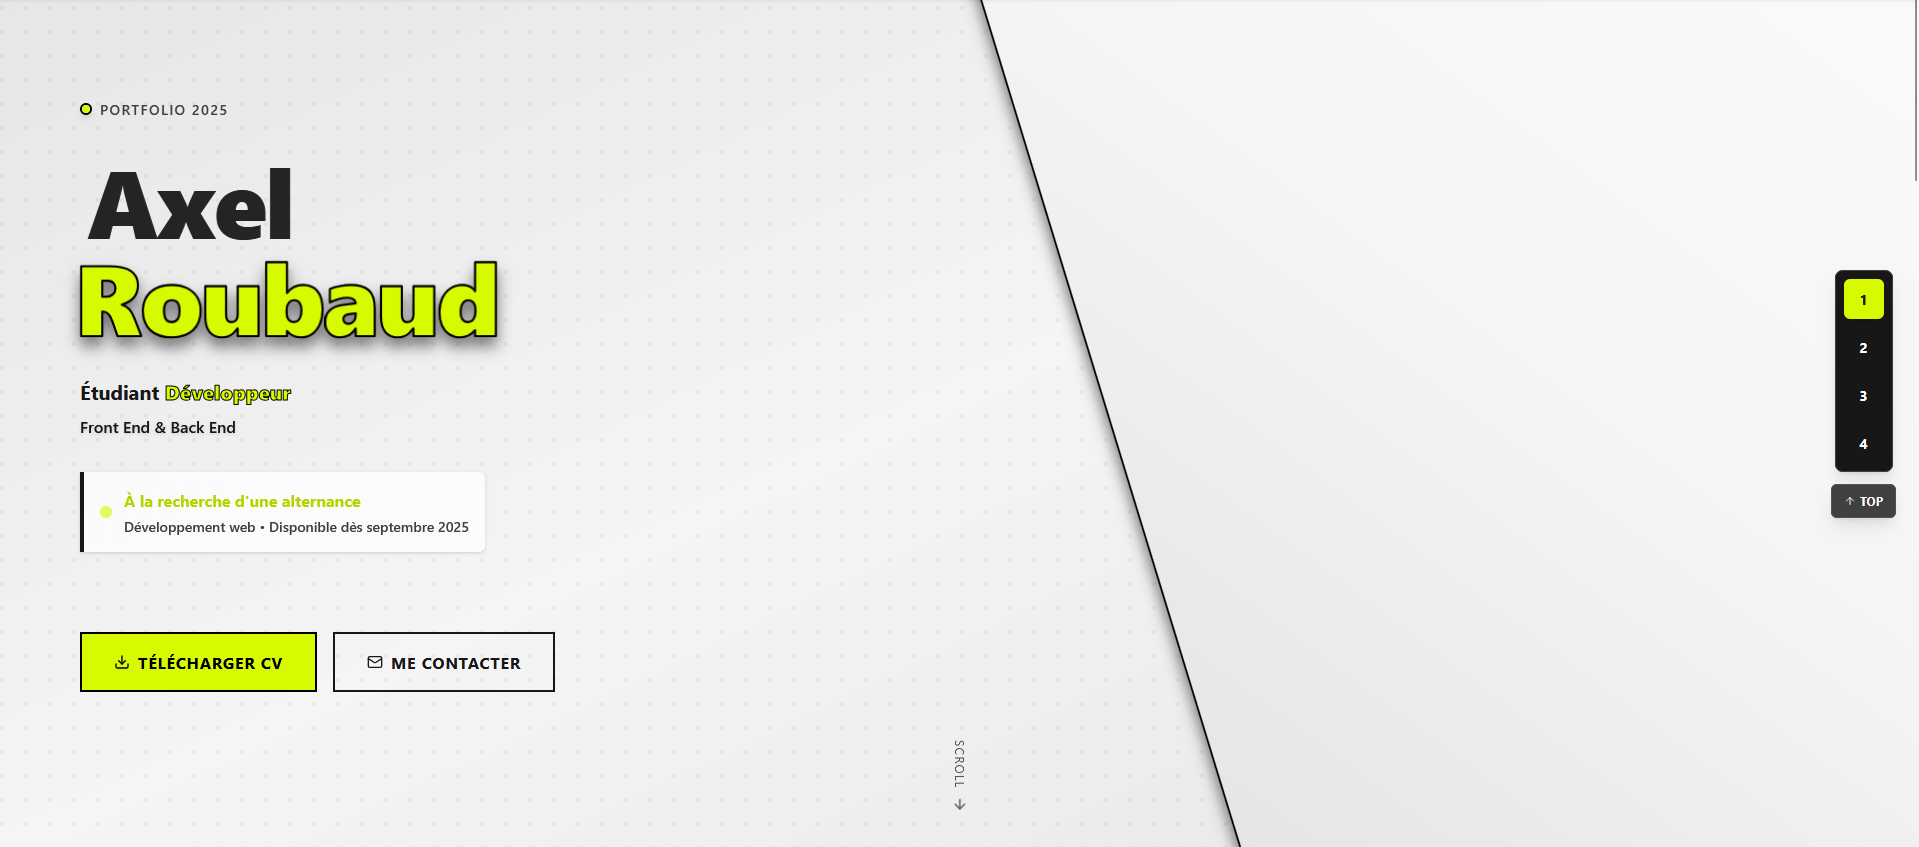 PORTFOLIO 2025
Axel
Roubaud
Étudiant Développeur
Front End & Back End
À la recherche d'une alternance
Développement web • Disponible dès septembre 2025
TÉLÉCHARGER CV
ME CONTACTER
SCROLL
1
2
3
4
TOP